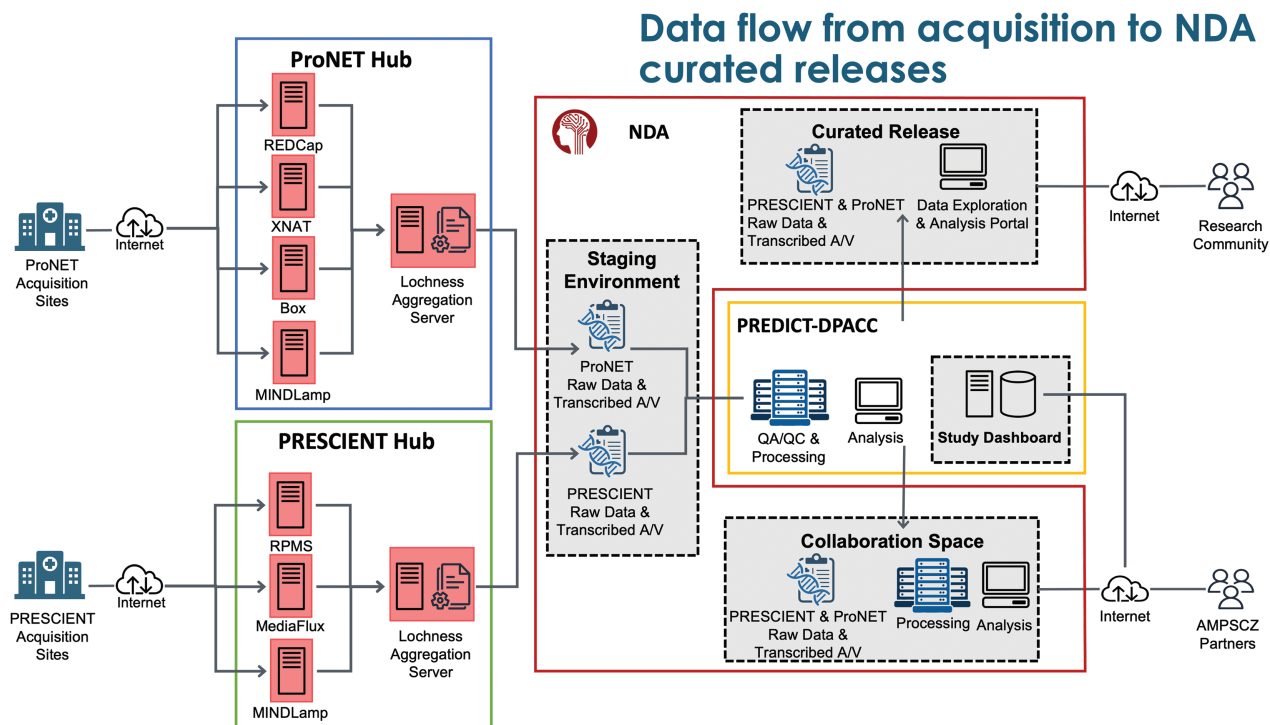 Data flow from acquisition to NDA
curated releases
ProNET Hub
REDCap
XNAT
Box
MINDLamp
ProNET
Acquisition
Sites
Internet
Lochness
Aggregation
Server
PRESCIENT Hub
RPMS
MediaFlux
MINDLamp
PRESCIENT
Acquisition
Sites
Internet
Lochness
Aggregation
Server
NDA
Staging
Environment
ProNET
Raw Data &
Transcribed A/V
PRESCIENT
Raw Data &
Transcribed A/V
Curated Release
PRESCIENT & ProNET
Raw Data &
Transcribed A/V
Data Exploration
& Analysis Portal
Internet
Research
Community
PREDICT-DPACC
QA/QC &
Processing
Analysis
Study Dashboard
Collaboration Space
PRESCIENT & ProNET
Raw Data &
Transcribed A/V
Processing
Analysis
Internet
AMPSCZ
Partners